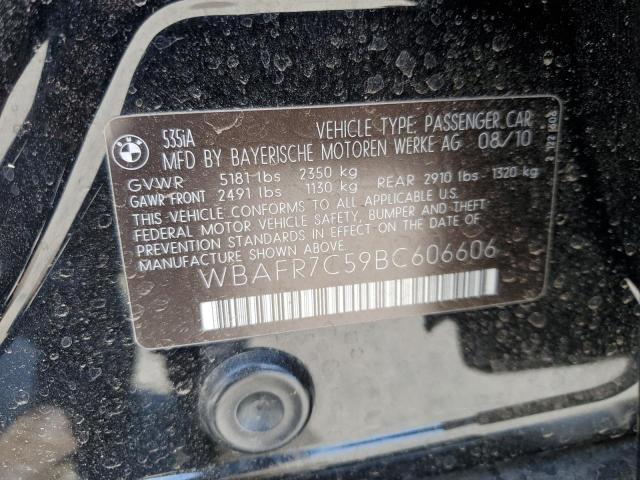 BMW
535iA VEHICLE TYPE: PASSENGER CAR
MFD BY BAYERISCHE MOTOREN WERKE AG 08/10
GVWR 5181 lbs 2350 kg
GAWR FRONT 2491 lbs 1130 kg REAR 2910 lbs 1320 kg
THIS VEHICLE CONFORMS TO ALL APPLICABLE U.S.
FEDERAL MOTOR VEHICLE SAFETY, BUMPER, AND THEFT
PREVENTION STANDARDS IN EFFECT ON THE DATE OF
MANUFACTURE SHOWN ABOVE.
WBAFR7C59BC606606